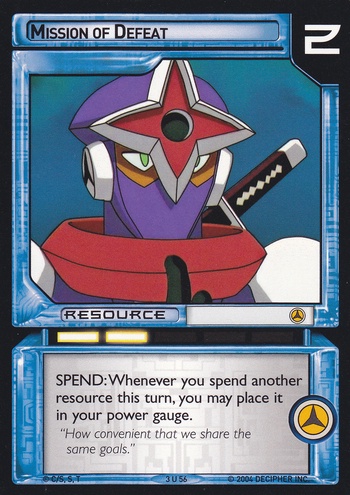 Mission of Defeat
2
RESOURCE
SPEND: Whenever you spend another
resource this turn, you may place it
in your power gauge.
“How convenient that we share the
same goals.”
© C/S, S, T
3 U 56
© 2004 DECIPHER INC.